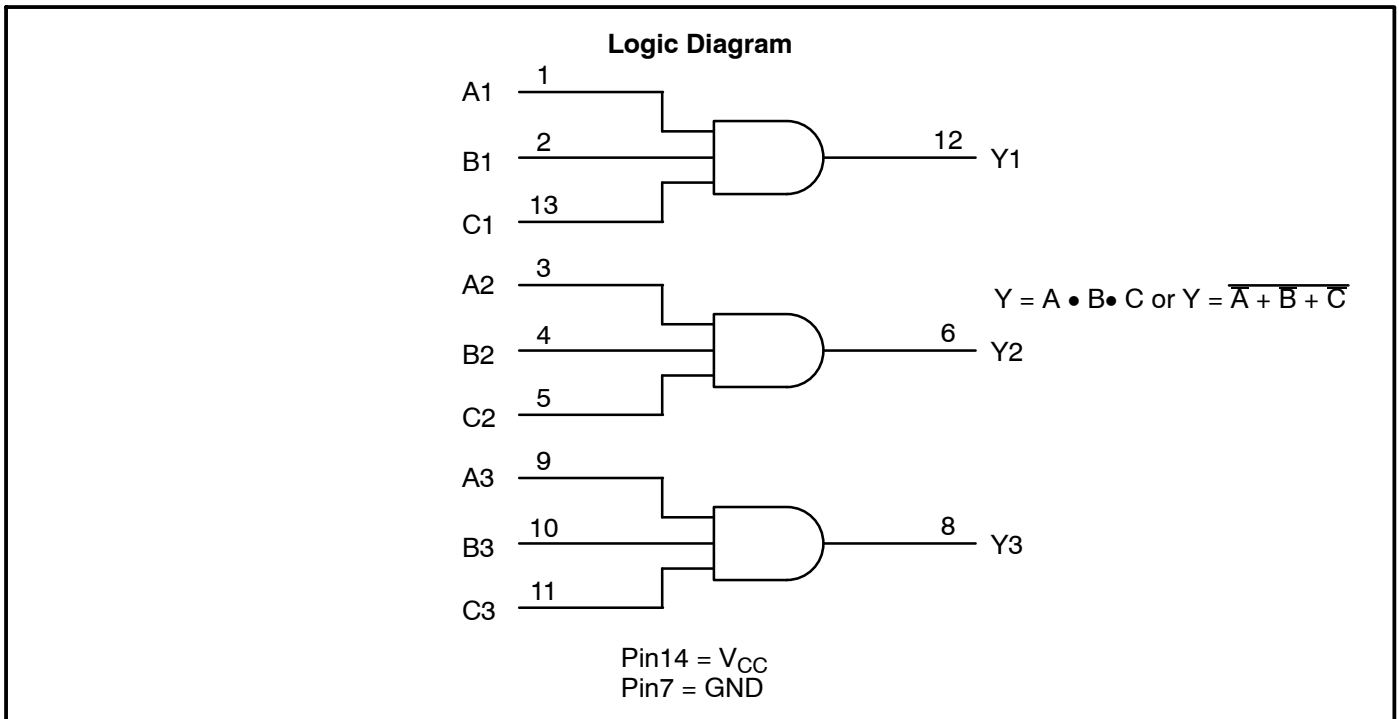 Logic Diagram
A1 1
B1 2
12 Y1
C1 13
A2 3
Y = A • B• C or Y = A̅ + B̅ + C̅
B2 4
6 Y2
C2 5
A3 9
B3 10
8 Y3
C3 11
Pin14 = VCC
Pin7 = GND